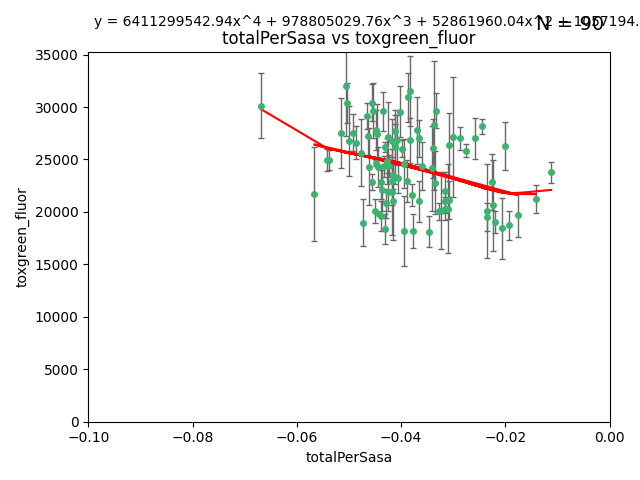 y = 6411299542.94x^4 + 978805029.76x^3 + 52861960.04x^2
N = 90
totalPerSasa vs toxgreen_fluor
35000
30000
25000
20000
15000
10000
5000
0
toxgreen_fluor
−0.10
−0.08
−0.06
−0.04
−0.02
0.00
totalPerSasa